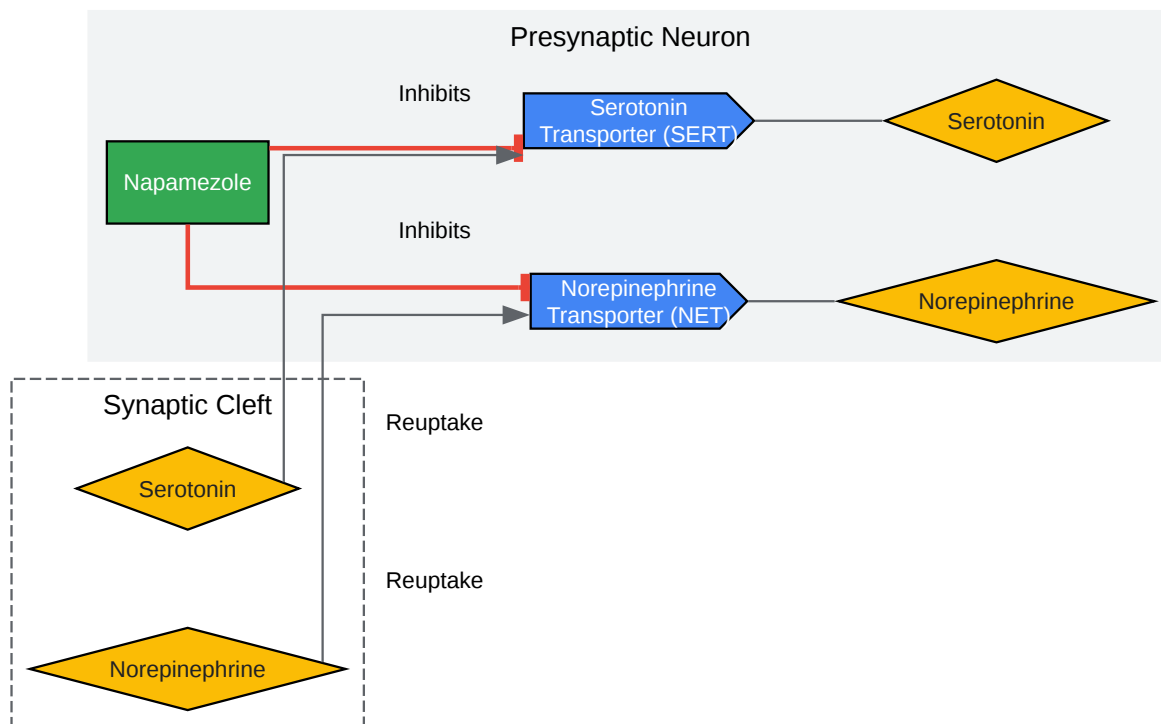 Presynaptic Neuron
Inhibits
Serotonin
Transporter (SERT)
Serotonin
Napamezole
Inhibits
Norepinephrine
Transporter (NET)
Norepinephrine
Synaptic Cleft
Reuptake
Serotonin
Reuptake
Norepinephrine